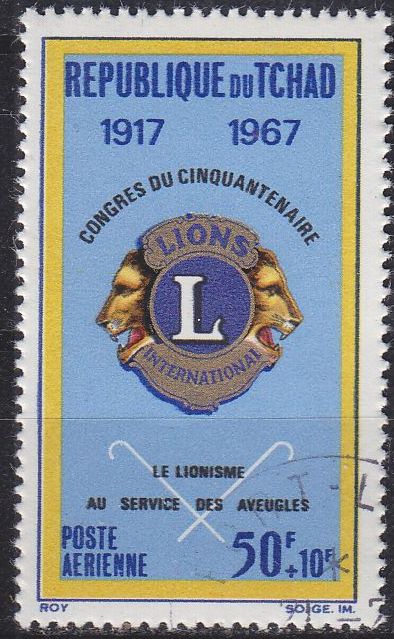 REPUBLIQUE DU TCHAD
1917 1967
CONGRES DU CINQUANTENAIRE
LIONS
L
INTERNATIONAL
LE LIONISME
AU SERVICE DES AVEUGLES
POSTE
AERIENNE
50F+10F
ROY SO.GE. IM.